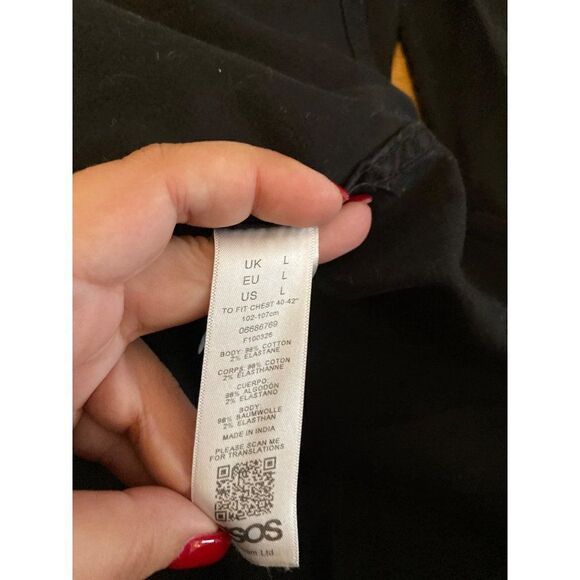 UK L
EU L
US L
TO FIT CHEST 40-42"
102-107cm
06686769
F100326
BODY: 98% COTTON
2% ELASTANE
CORPS: 98% COTON
2% ELASTHANNE
CUERPO:
98% ALGODÓN
2% ELASTANO
BODY:
98% BAUMWOLLE
2% ELASTHAN
MADE IN INDIA
PLEASE SCAN ME
FOR TRANSLATIONS
Ltd